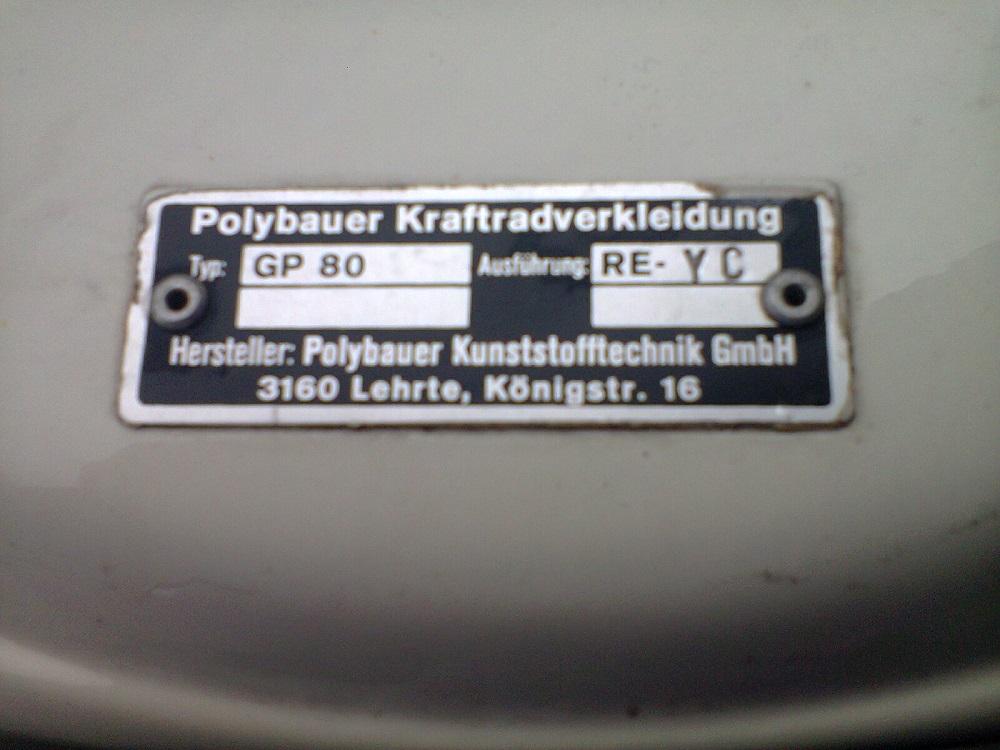 Polybauer Kraftradverkleidung
Typ: GP 80 Ausführung: RE- YC
Hersteller: Polybauer Kunststofftechnik GmbH
3160 Lehrte, Königstr. 16